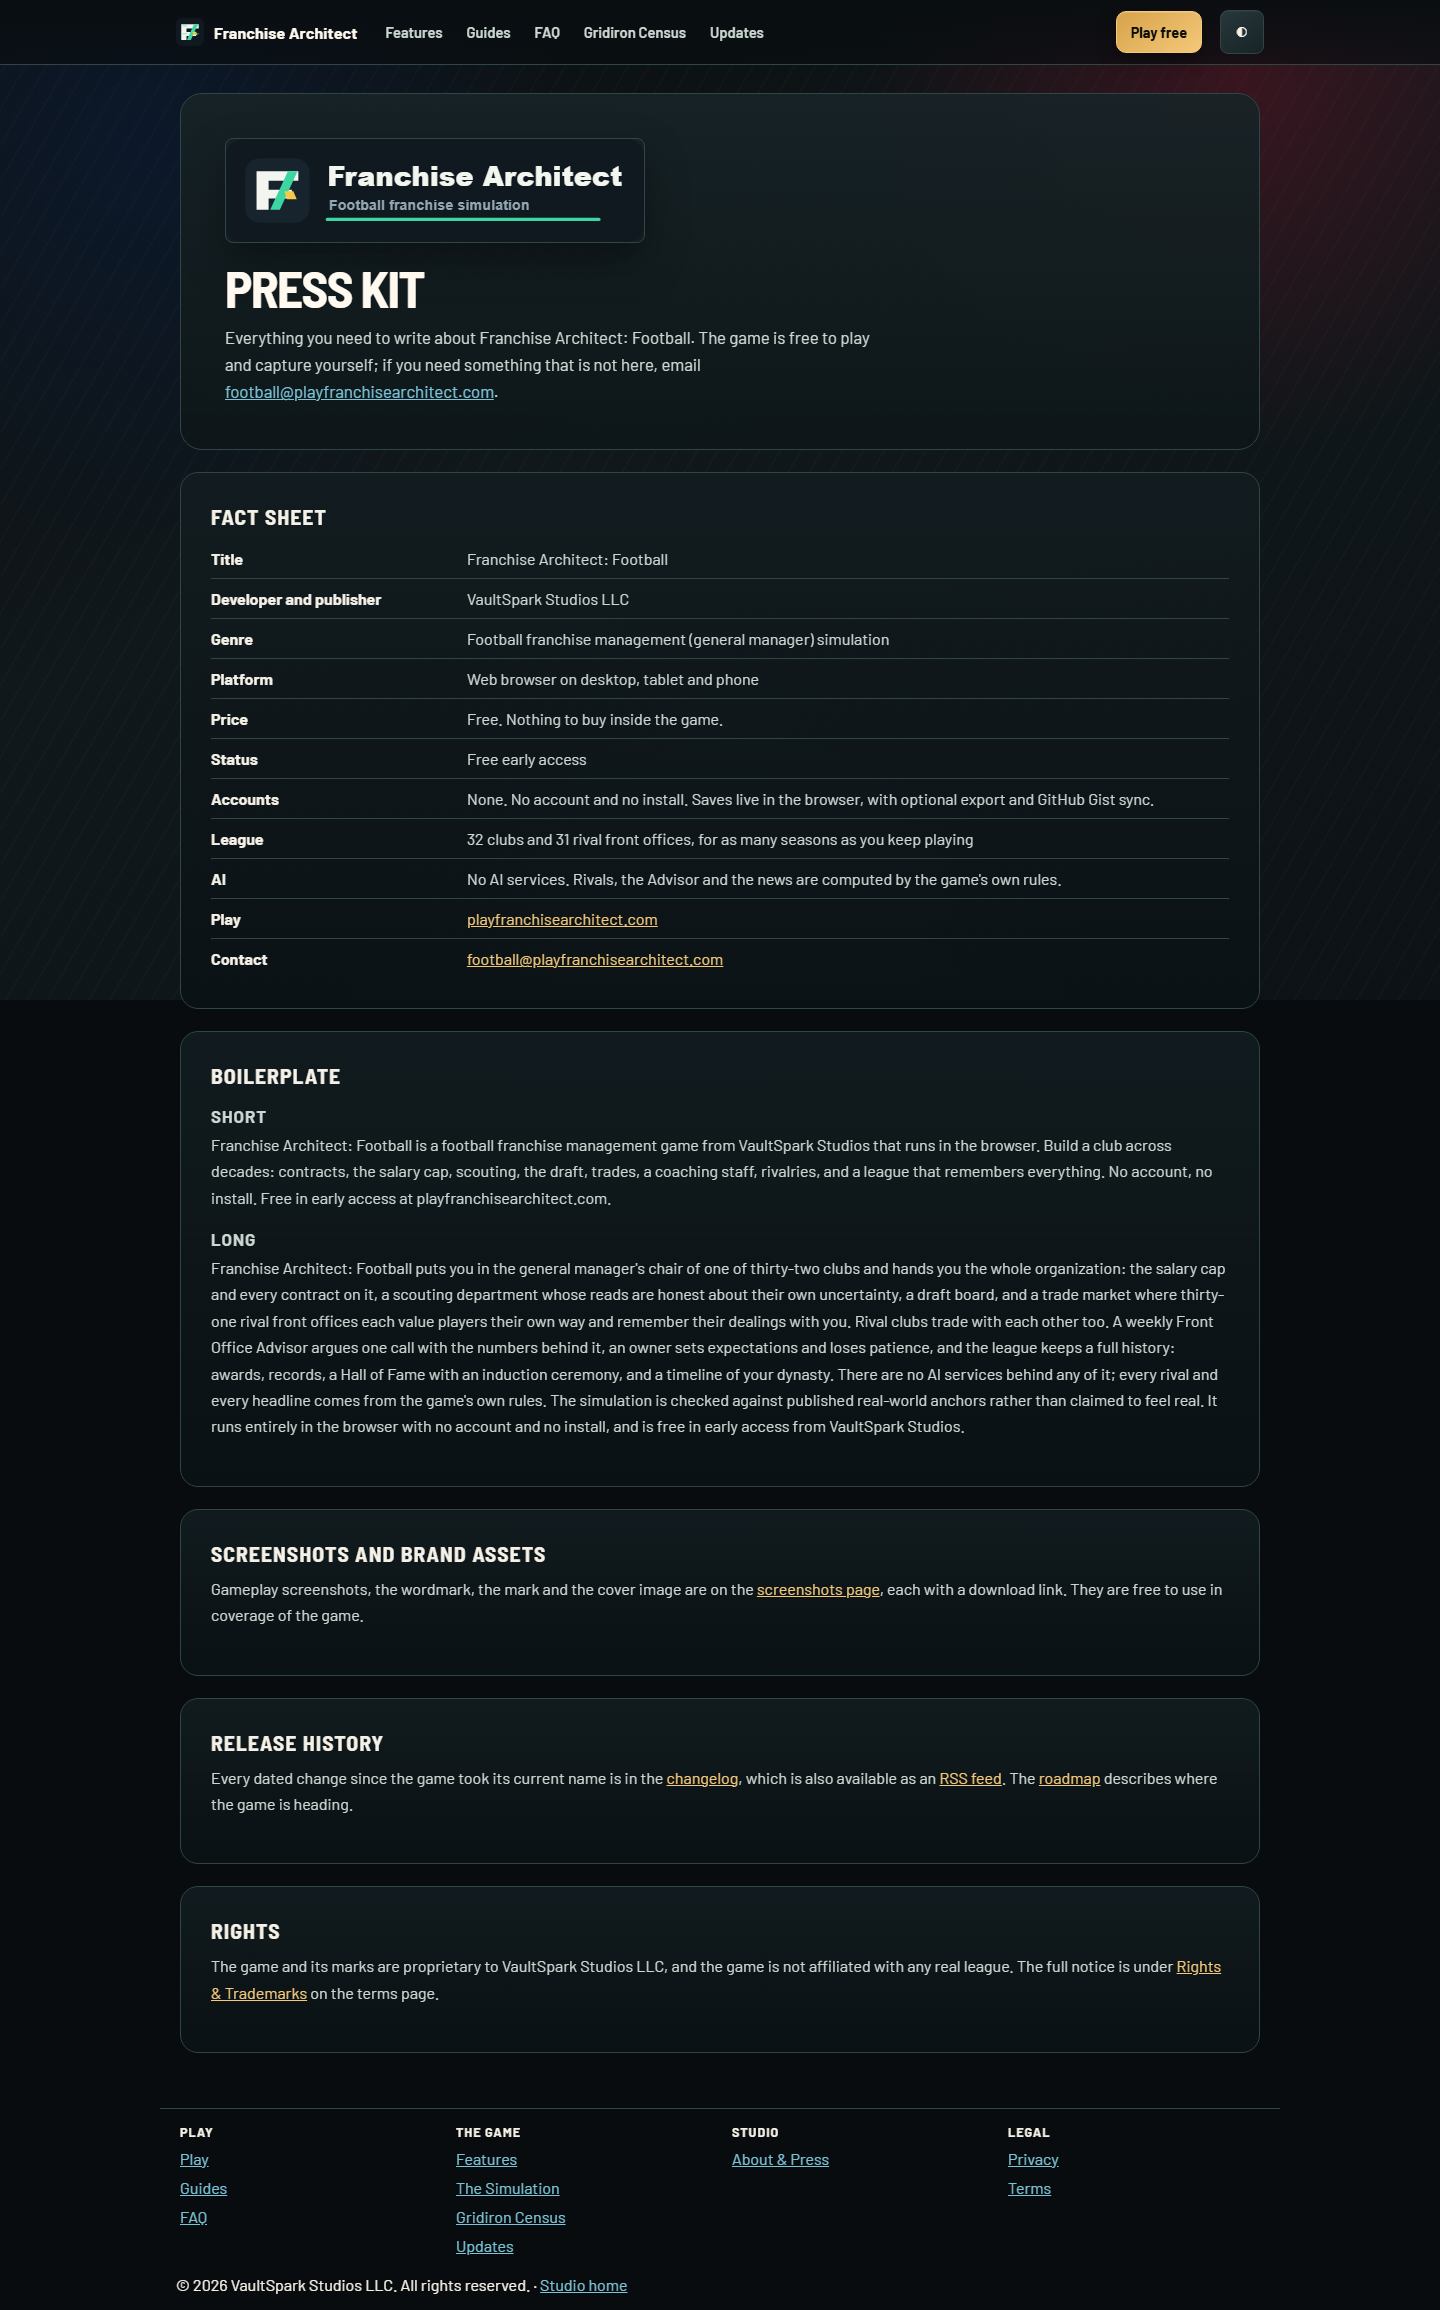 Franchise Architect Features Guides FAQ Gridiron Census Updates Play free
Franchise Architect
Football franchise simulation
PRESS KIT
Everything you need to write about Franchise Architect: Football. The game is free to play
and capture yourself; if you need something that is not here, email
football@playfranchisearchitect.com.
FACT SHEET
Title Franchise Architect: Football
Developer and publisher VaultSpark Studios LLC
Genre Football franchise management (general manager) simulation
Platform Web browser on desktop, tablet and phone
Price Free. Nothing to buy inside the game.
Status Free early access
Accounts None. No account and no install. Saves live in the browser, with optional export and GitHub Gist sync.
League 32 clubs and 31 rival front offices, for as many seasons as you keep playing
AI No AI services. Rivals, the Advisor and the news are computed by the game's own rules.
Play playfranchisearchitect.com
Contact football@playfranchisearchitect.com
BOILERPLATE
SHORT
Franchise Architect: Football is a football franchise management game from VaultSpark Studios that runs in the browser. Build a club across
decades: contracts, the salary cap, scouting, the draft, trades, a coaching staff, rivalries, and a league that remembers everything. No account, no
install. Free in early access at playfranchisearchitect.com.
LONG
Franchise Architect: Football puts you in the general manager's chair of one of thirty-two clubs and hands you the whole organization: the salary cap
and every contract on it, a scouting department whose reads are honest about their own uncertainty, a draft board, and a trade market where thirty-
one rival front offices each value players their own way and remember their dealings with you. Rival clubs trade with each other too. A weekly Front
Office Advisor argues one call with the numbers behind it, an owner sets expectations and loses patience, and the league keeps a full history:
awards, records, a Hall of Fame with an induction ceremony, and a timeline of your dynasty. There are no AI services behind any of it; every rival and
every headline comes from the game's own rules. The simulation is checked against published real-world anchors rather than claimed to feel real. It
runs entirely in the browser with no account and no install, and is free in early access from VaultSpark Studios.
SCREENSHOTS AND BRAND ASSETS
Gameplay screenshots, the wordmark, the mark and the cover image are on the screenshots page, each with a download link. They are free to use in
coverage of the game.
RELEASE HISTORY
Every dated change since the game took its current name is in the changelog, which is also available as an RSS feed. The roadmap describes where
the game is heading.
RIGHTS
The game and its marks are proprietary to VaultSpark Studios LLC, and the game is not affiliated with any real league. The full notice is under Rights
& Trademarks on the terms page.
PLAY
Play
Guides
FAQ
THE GAME
Features
The Simulation
Gridiron Census
Updates
STUDIO
About & Press
LEGAL
Privacy
Terms
© 2026 VaultSpark Studios LLC. All rights reserved. · Studio home